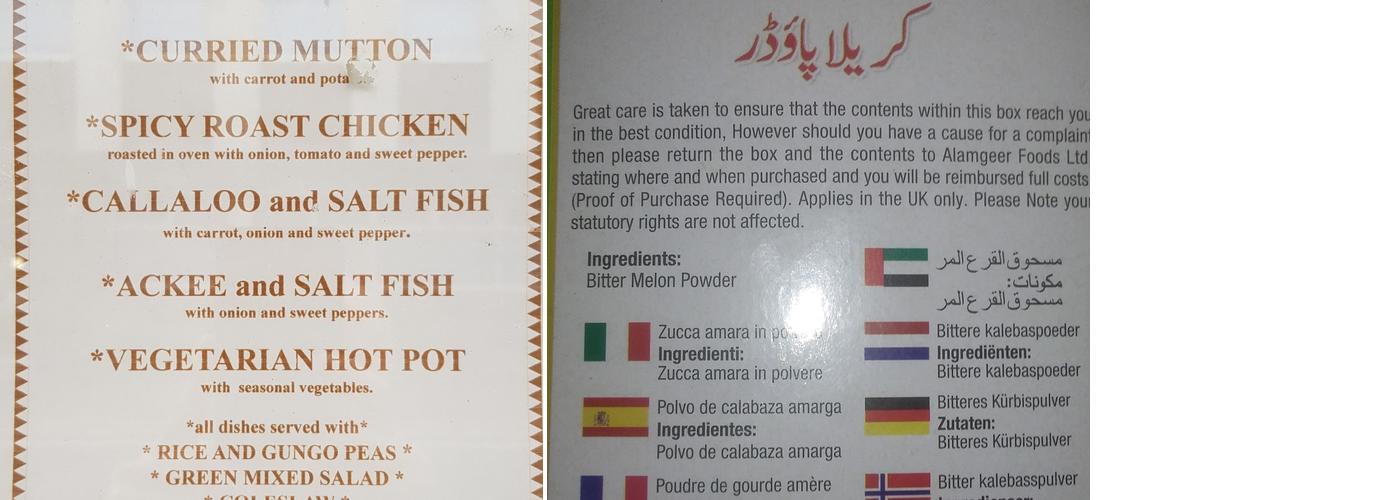 *CURRIED MUTTON
with carrot and pota
*SPICY ROAST CHICKEN
roasted in oven with onion, tomato and sweet pepper.
*CALLALOO and SALT FISH
with carrot, onion and sweet pepper.
*ACKEE and SALT FISH
with onion and sweet peppers.
*VEGETARIAN HOT POT
with seasonal vegetables.
*all dishes served with*
* RICE AND GUNGO PEAS *
* GREEN MIXED SALAD *
* COLESLAW *
کریلا پاؤڈر
Great care is taken to ensure that the contents within this box reach you
in the best condition, However should you have a cause for a complaint
then please return the box and the contents to Alamgeer Foods Ltd
stating where and when purchased and you will be reimbursed full costs
(Proof of Purchase Required). Applies in the UK only. Please Note your
statutory rights are not affected.
Ingredients:
Bitter Melon Powder
مسحوق القرع المر
مكونات:
مسحوق القرع المر
Zucca amara in polvere
Ingredienti:
Zucca amara in polvere
Bittere kalebaspoeder
Ingrediënten:
Bittere kalebaspoeder
Polvo de calabaza amarga
Ingredientes:
Polvo de calabaza amarga
Bitteres Kürbispulver
Zutaten:
Bitteres Kürbispulver
Poudre de gourde amère
Bitter kalebasspulver